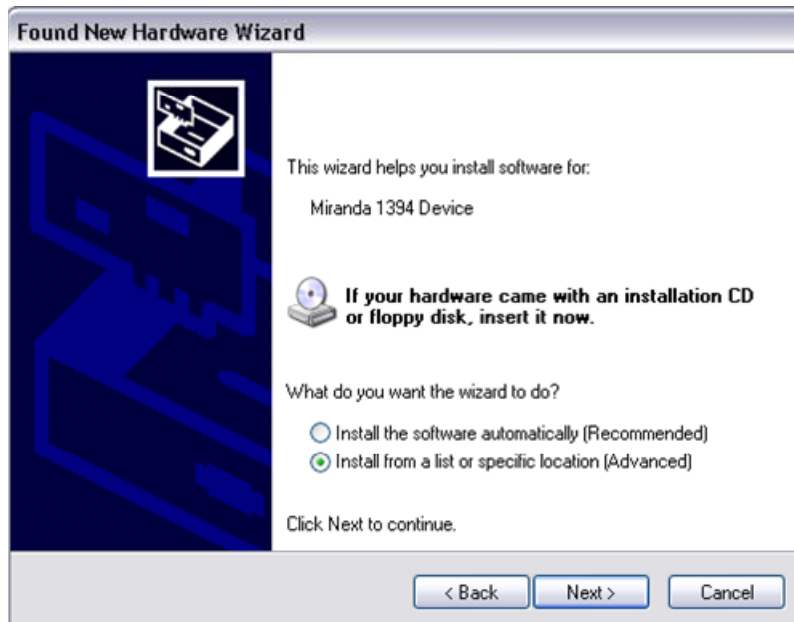 Found New Hardware Wizard
This wizard helps you install software for:
Miranda 1394 Device
If your hardware came with an installation CD
or floppy disk, insert it now.
What do you want the wizard to do?
Install the software automatically (Recommended)
Install from a list or specific location (Advanced)
Click Next to continue.
< Back
Next >
Cancel